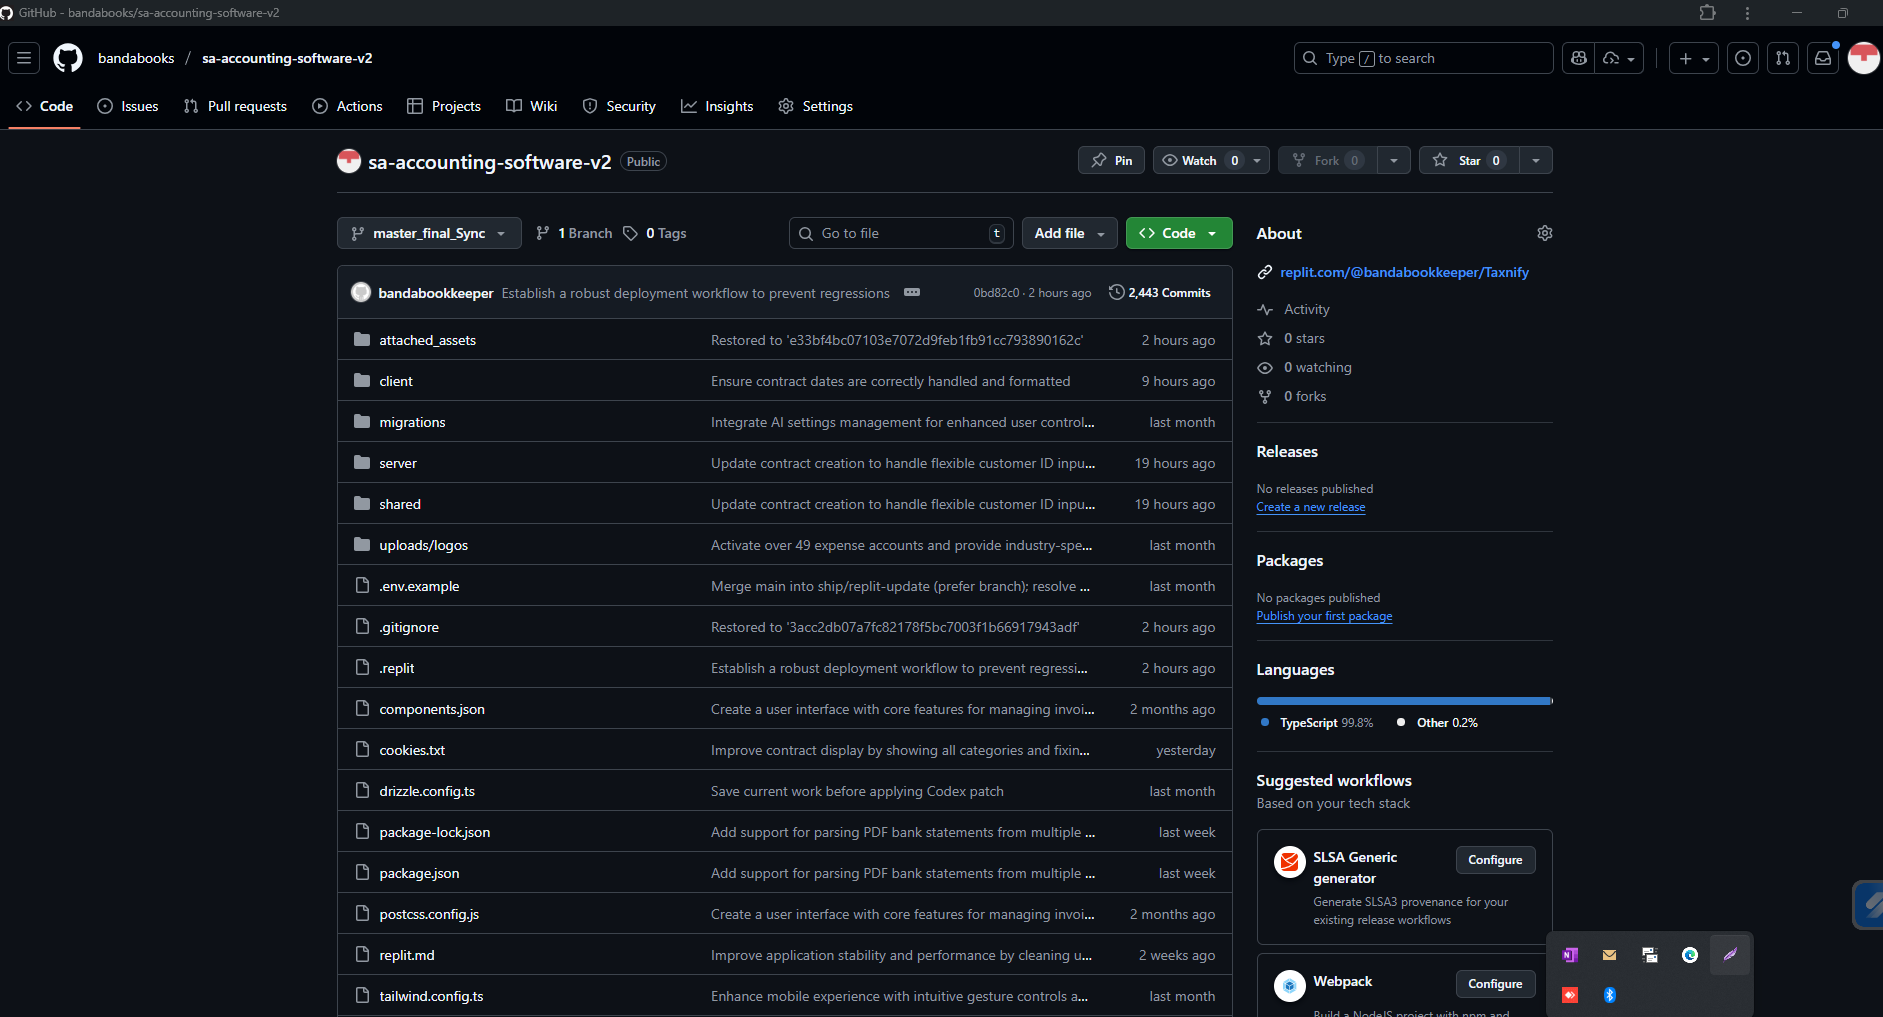 GitHub - bandabooks/sa-accounting-software-v2
bandabooks / sa-accounting-software-v2
Type / to search
Code Issues Pull requests Actions Projects Wiki Security Insights Settings
sa-accounting-software-v2 Public
Pin Watch 0 Fork 0 Star 0
master_final_Sync 1 Branch 0 Tags Go to file t Add file Code
bandabookkeeper Establish a robust deployment workflow to prevent regressions 0bd82c0 · 2 hours ago 2,443 Commits
attached_assets Restored to 'e33bf4bc07103e7072d9feb1fb91cc793890162c' 2 hours ago
client Ensure contract dates are correctly handled and formatted 9 hours ago
migrations Integrate AI settings management for enhanced user control... last month
server Update contract creation to handle flexible customer ID inpu... 19 hours ago
shared Update contract creation to handle flexible customer ID inpu... 19 hours ago
uploads/logos Activate over 49 expense accounts and provide industry-spe... last month
.env.example Merge main into ship/replit-update (prefer branch); resolve ... last month
.gitignore Restored to '3acc2db07a7fc82178f5bc7003f1b66917943adf' 2 hours ago
.replit Establish a robust deployment workflow to prevent regressi... 2 hours ago
components.json Create a user interface with core features for managing invoi... 2 months ago
cookies.txt Improve contract display by showing all categories and fixin... yesterday
drizzle.config.ts Save current work before applying Codex patch last month
package-lock.json Add support for parsing PDF bank statements from multiple ... last week
package.json Add support for parsing PDF bank statements from multiple ... last week
postcss.config.js Create a user interface with core features for managing invoi... 2 months ago
replit.md Improve application stability and performance by cleaning u... 2 weeks ago
tailwind.config.ts Enhance mobile experience with intuitive gesture controls a... last month
About
replit.com/@bandabookkeeper/Taxnify
Activity
0 stars
0 watching
0 forks
Releases
No releases published
Create a new release
Packages
No packages published
Publish your first package
Languages
TypeScript 99.8% Other 0.2%
Suggested workflows
Based on your tech stack
SLSA Generic generator Configure
Generate SLSA3 provenance for your
existing release workflows
Webpack Configure
Build a NodeJS project with npm and